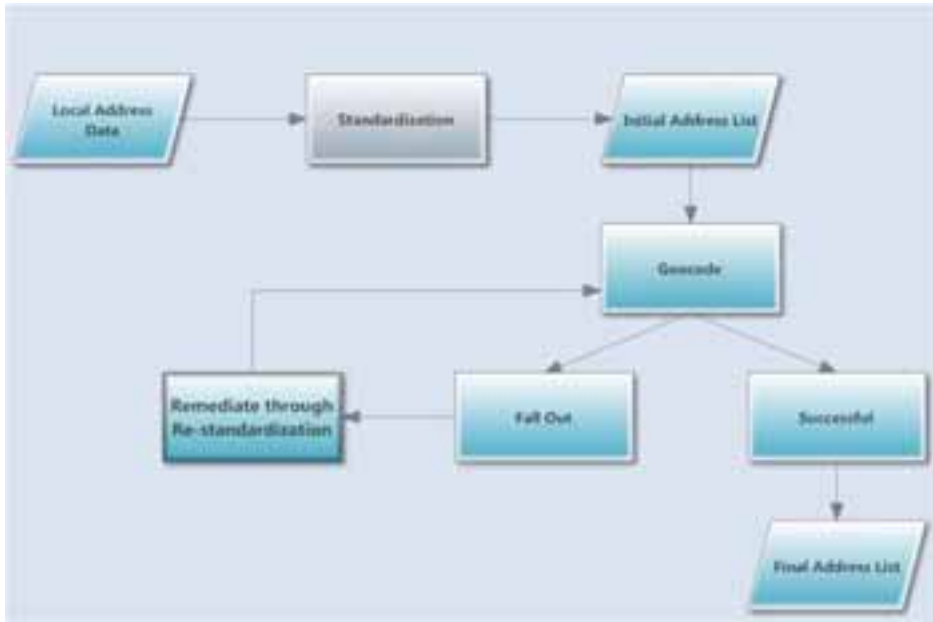 Local Address
Data
Standardization
Initial Address List
Geocode
Remediate through
Re-standardization
Fall Out
Successful
Final Address List